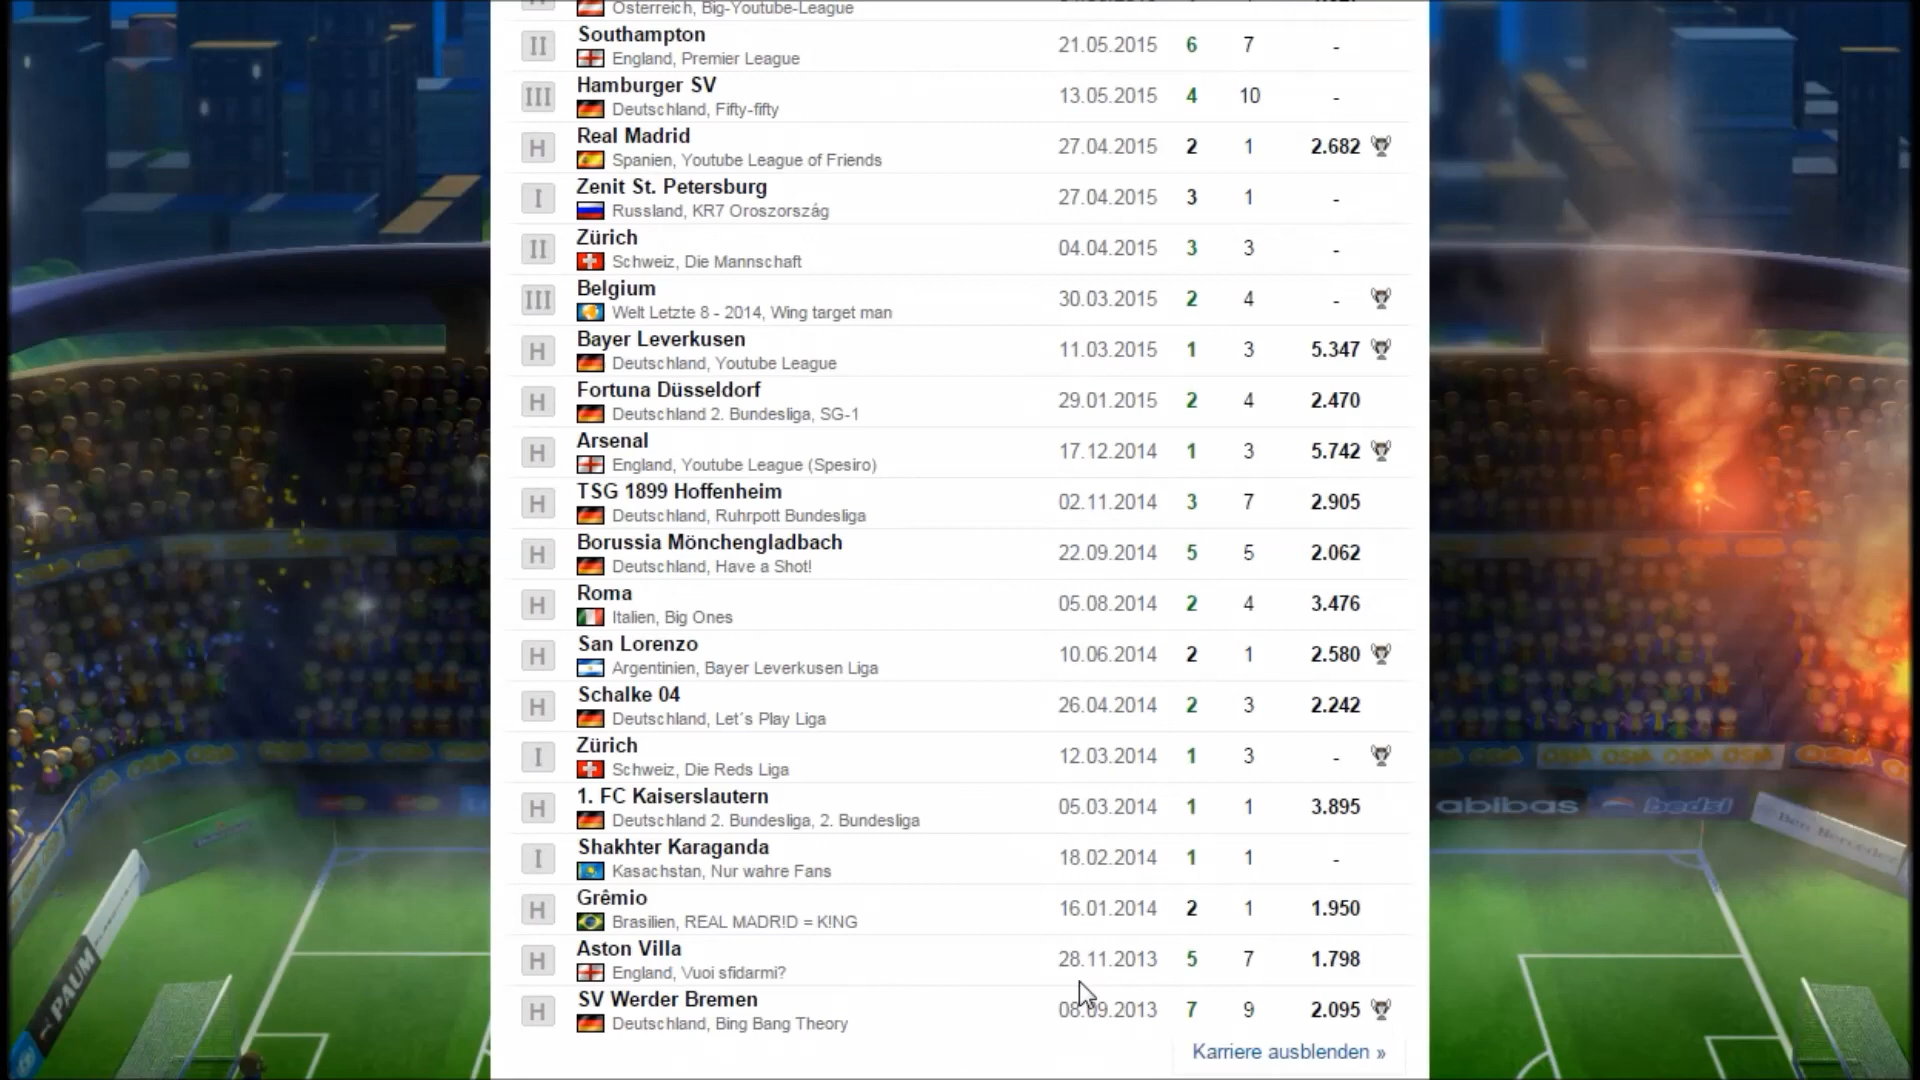 Österreich, Big-Youtube-League
II Southampton 21.05.2015 6 7 -
England, Premier League
III Hamburger SV 13.05.2015 4 10 -
Deutschland, Fifty-fifty
H Real Madrid 27.04.2015 2 1 2.682
Spanien, Youtube League of Friends
I Zenit St. Petersburg 27.04.2015 3 1 -
Russland, KR7 Oroszország
II Zürich 04.04.2015 3 3 -
Schweiz, Die Mannschaft
III Belgium 30.03.2015 2 4 -
Welt Letzte 8 - 2014, Wing target man
H Bayer Leverkusen 11.03.2015 1 3 5.347
Deutschland, Youtube League
H Fortuna Düsseldorf 29.01.2015 2 4 2.470
Deutschland 2. Bundesliga, SG-1
H Arsenal 17.12.2014 1 3 5.742
England, Youtube League (Spesiro)
H TSG 1899 Hoffenheim 02.11.2014 3 7 2.905
Deutschland, Ruhrpott Bundesliga
H Borussia Mönchengladbach 22.09.2014 5 5 2.062
Deutschland, Have a Shot!
H Roma 05.08.2014 2 4 3.476
Italien, Big Ones
H San Lorenzo 10.06.2014 2 1 2.580
Argentinien, Bayer Leverkusen Liga
H Schalke 04 26.04.2014 2 3 2.242
Deutschland, Let´s Play Liga
I Zürich 12.03.2014 1 3 -
Schweiz, Die Reds Liga
H 1. FC Kaiserslautern 05.03.2014 1 1 3.895
Deutschland 2. Bundesliga, 2. Bundesliga
I Shakhter Karaganda 18.02.2014 1 1 -
Kasachstan, Nur wahre Fans
H Grêmio 16.01.2014 2 1 1.950
Brasilien, REAL MADR!D = K!NG
H Aston Villa 28.11.2013 5 7 1.798
England, Vuoi sfidarmi?
H SV Werder Bremen 08.09.2013 7 9 2.095
Deutschland, Bing Bang Theory
Karriere ausblenden »
OSM OSM OSM OSM
abibas bedsi
Ben Nercedez
PAUM